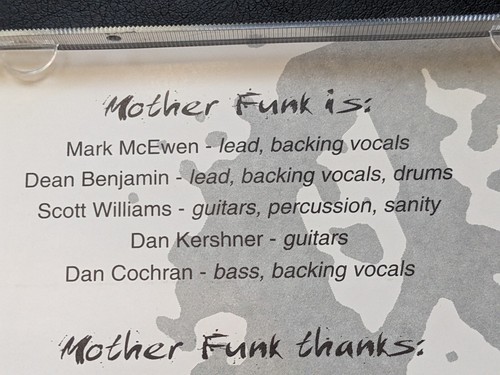 Mother Funk is:
Mark McEwen - lead, backing vocals
Dean Benjamin - lead, backing vocals, drums
Scott Williams - guitars, percussion, sanity
Dan Kershner - guitars
Dan Cochran - bass, backing vocals
Mother Funk thanks: